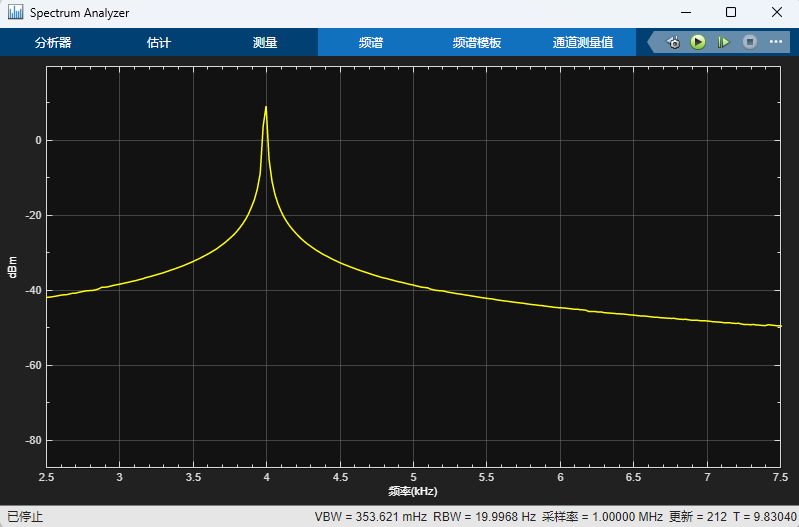 Spectrum Analyzer
分析器 估计 测量 频谱 频谱模板 通道测量值
0
-20
-40
-60
-80
dBm
2.5 3 3.5 4 4.5 5 5.5 6 6.5 7 7.5
频率(kHz)
已停止 VBW = 353.621 mHz RBW = 19.9968 Hz 采样率 = 1.00000 MHz 更新 = 212 T = 9.83040